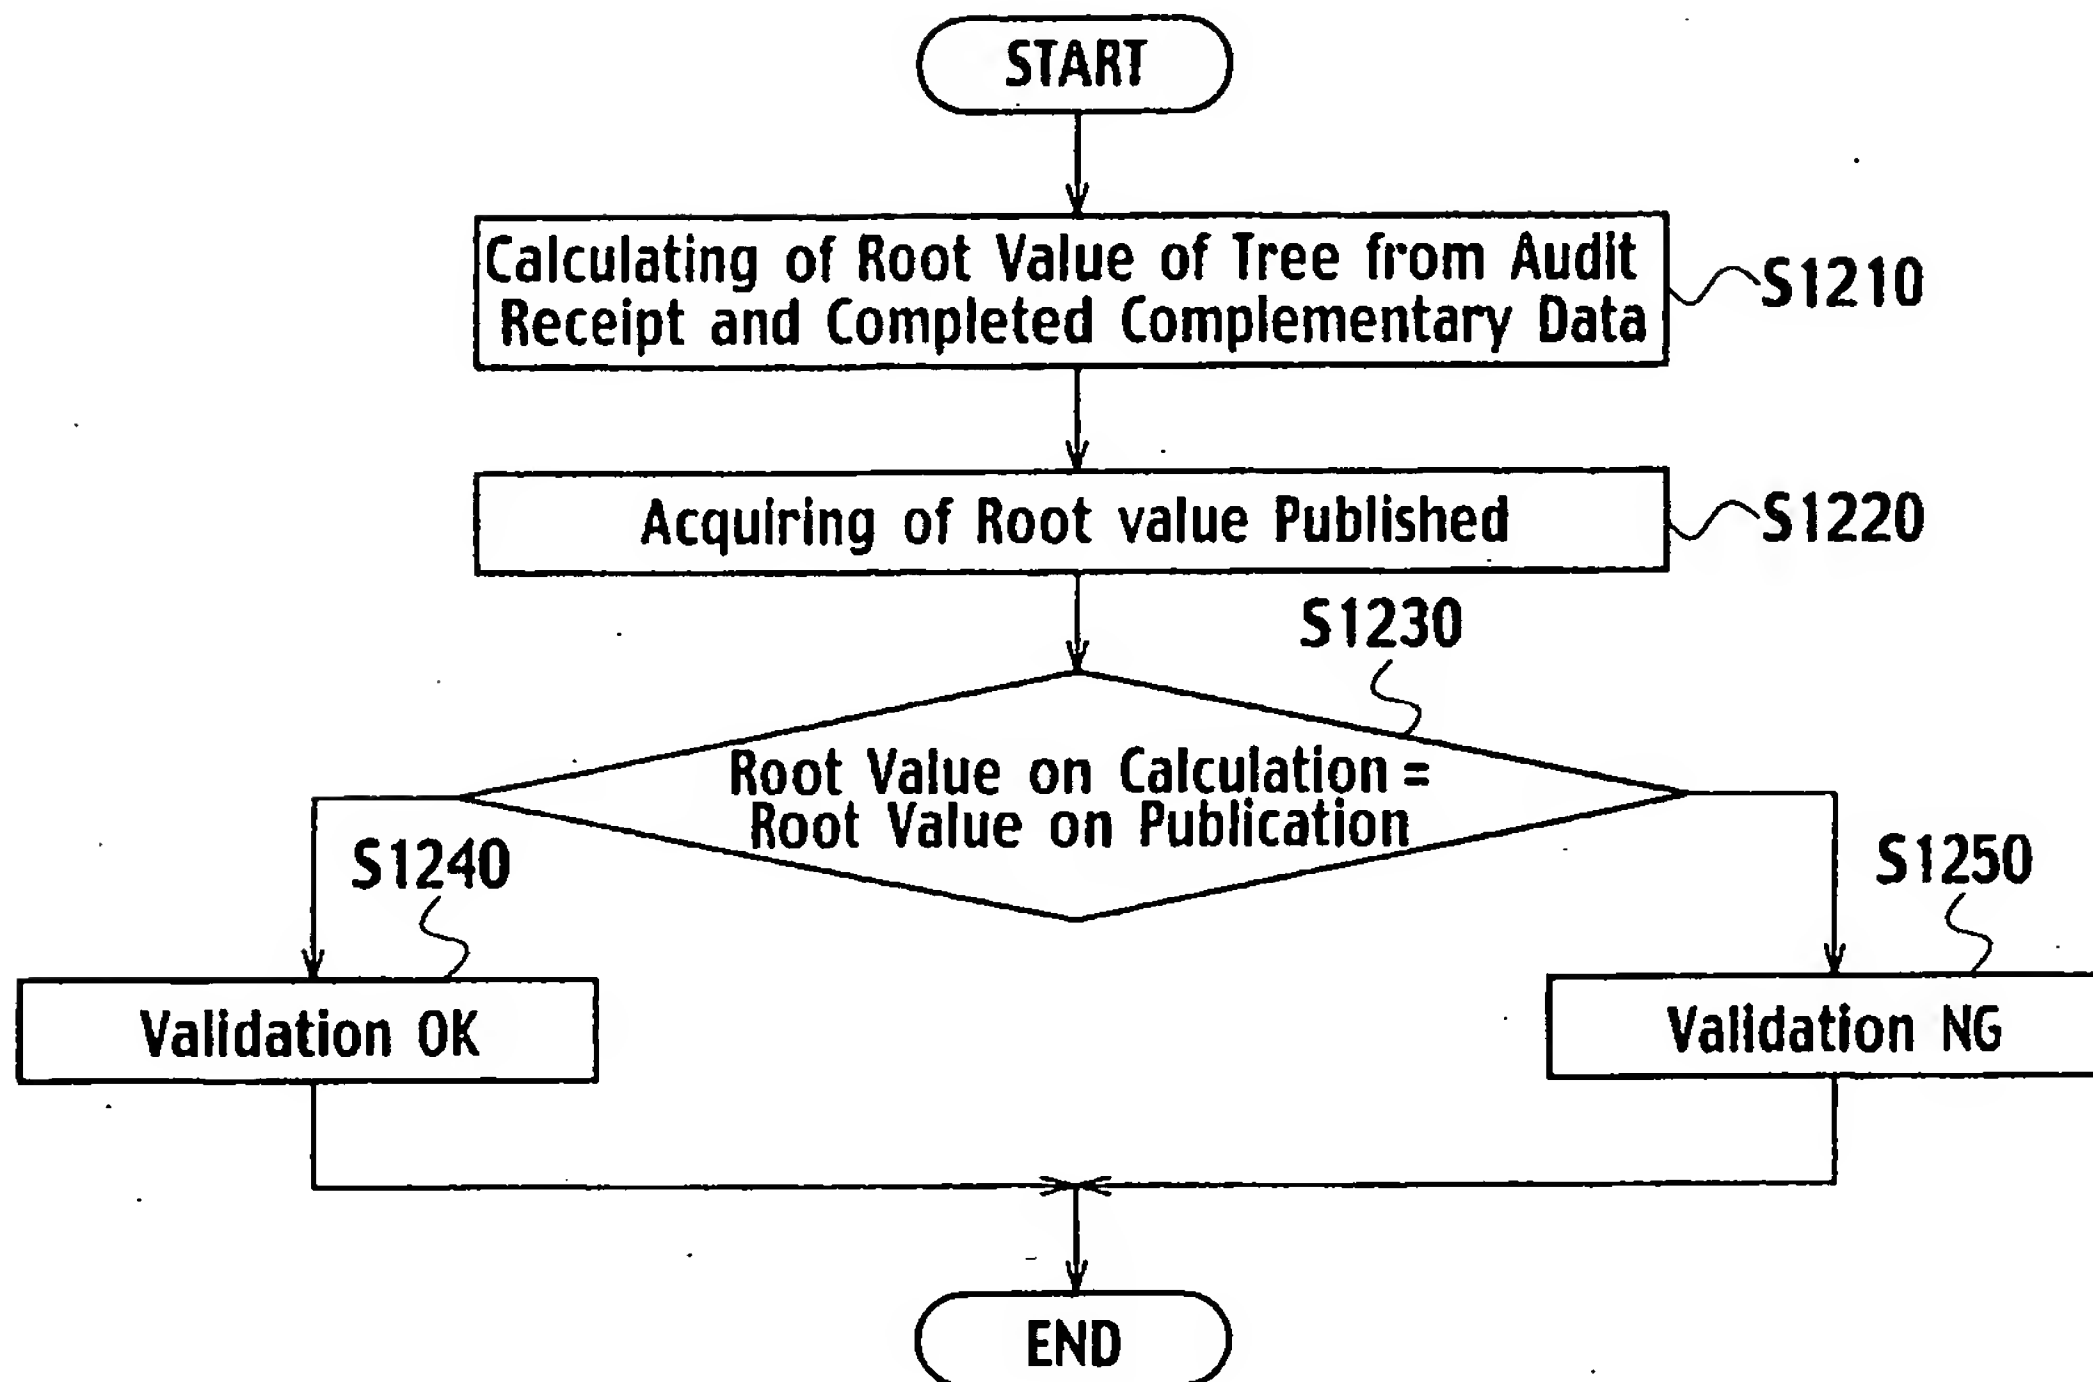 START
Calculating of Root Value of Tree from Audit
Receipt and Completed Complementary Data
S1210
Acquiring of Root value Published
S1220
S1230
Root Value on Calculation =
Root Value on Publication
S1240
S1250
Validation OK
Validation NG
END